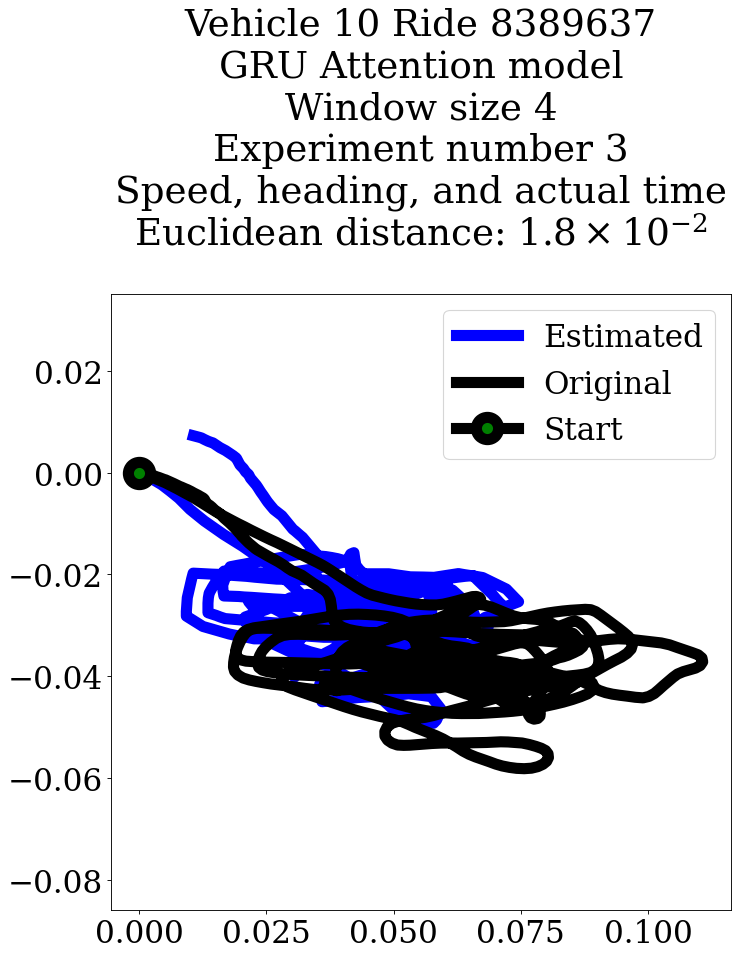 Vehicle 10 Ride 8389637
GRU Attention model
Window size 4
Experiment number 3
Speed, heading, and actual time
Euclidean distance: 1.8 × 10⁻²
Estimated
Original
Start
0.02
0.00
−0.02
−0.04
−0.06
−0.08
0.000 0.025 0.050 0.075 0.100